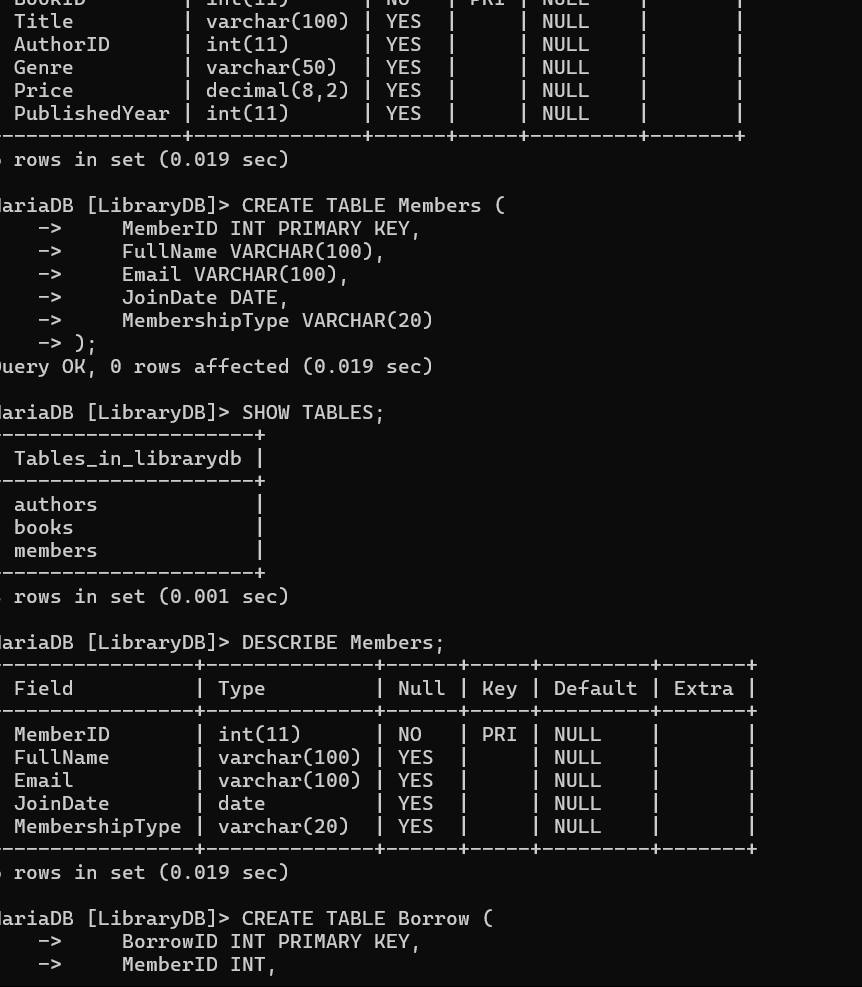 Title | varchar(100) | YES | | NULL | |
AuthorID | int(11) | YES | | NULL | |
Genre | varchar(50) | YES | | NULL | |
Price | decimal(8,2) | YES | | NULL | |
PublishedYear | int(11) | YES | | NULL | |
---------------+--------------+------+-----+---------+-------+
rows in set (0.019 sec)
ariaDB [LibraryDB]> CREATE TABLE Members (
-> MemberID INT PRIMARY KEY,
-> FullName VARCHAR(100),
-> Email VARCHAR(100),
-> JoinDate DATE,
-> MembershipType VARCHAR(20)
-> );
uery OK, 0 rows affected (0.019 sec)
ariaDB [LibraryDB]> SHOW TABLES;
---------------------+
Tables_in_librarydb |
---------------------+
authors |
books |
members |
---------------------+
rows in set (0.001 sec)
ariaDB [LibraryDB]> DESCRIBE Members;
----------------+--------------+------+-----+---------+-------+
Field | Type | Null | Key | Default | Extra |
----------------+--------------+------+-----+---------+-------+
MemberID | int(11) | NO | PRI | NULL | |
FullName | varchar(100) | YES | | NULL | |
Email | varchar(100) | YES | | NULL | |
JoinDate | date | YES | | NULL | |
MembershipType | varchar(20) | YES | | NULL | |
----------------+--------------+------+-----+---------+-------+
rows in set (0.019 sec)
ariaDB [LibraryDB]> CREATE TABLE Borrow (
-> BorrowID INT PRIMARY KEY,
-> MemberID INT,